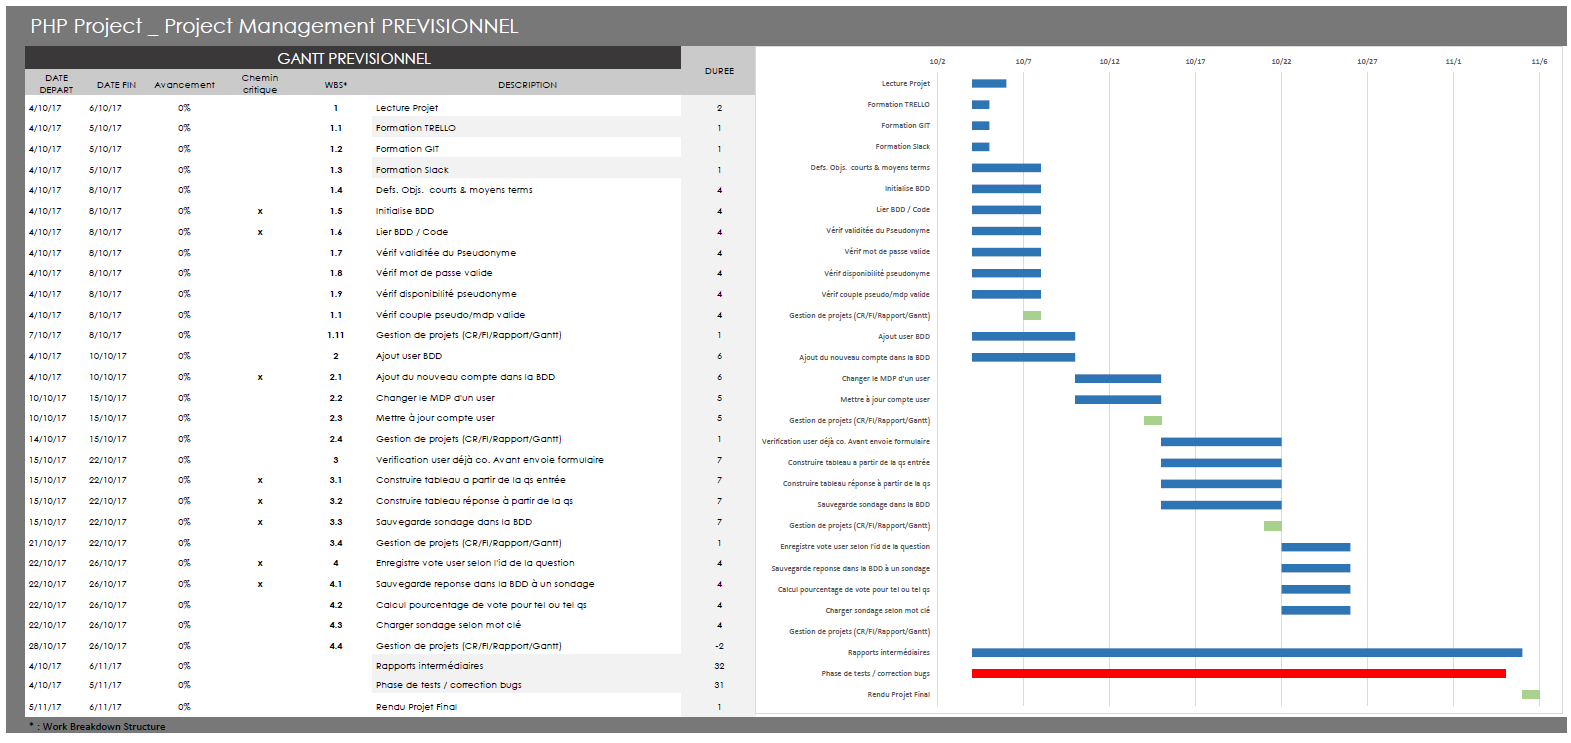 PHP Project _ Project Management PREVISIONNEL
GANTT PREVISIONNEL
DATE DEPART DATE FIN Avancement Chemin critique WBS* DESCRIPTION DUREE
4/10/17 6/10/17 0% 1 Lecture Projet 2
4/10/17 5/10/17 0% 1.1 Formation TRELLO 1
4/10/17 5/10/17 0% 1.2 Formation GIT 1
4/10/17 5/10/17 0% 1.3 Formation Slack 1
4/10/17 8/10/17 0% 1.4 Defs. Objs. courts & moyens terms 4
4/10/17 8/10/17 0% x 1.5 Initialise BDD 4
4/10/17 8/10/17 0% x 1.6 Lier BDD / Code 4
4/10/17 8/10/17 0% 1.7 Vérif validitée du Pseudonyme 4
4/10/17 8/10/17 0% 1.8 Vérif mot de passe valide 4
4/10/17 8/10/17 0% 1.9 Vérif disponibilité pseudonyme 4
4/10/17 8/10/17 0% 1.1 Vérif couple pseudo/mdp valide 4
7/10/17 8/10/17 0% 1.11 Gestion de projets (CR/FI/Rapport/Gantt) 1
4/10/17 10/10/17 0% 2 Ajout user BDD 6
4/10/17 10/10/17 0% x 2.1 Ajout du nouveau compte dans la BDD 6
10/10/17 15/10/17 0% 2.2 Changer le MDP d'un user 5
10/10/17 15/10/17 0% 2.3 Mettre à jour compte user 5
14/10/17 15/10/17 0% 2.4 Gestion de projets (CR/FI/Rapport/Gantt) 1
15/10/17 22/10/17 0% 3 Verification user déjà co. Avant envoie formulaire 7
15/10/17 22/10/17 0% x 3.1 Construire tableau a partir de la qs entrée 7
15/10/17 22/10/17 0% x 3.2 Construire tableau réponse à partir de la qs 7
15/10/17 22/10/17 0% x 3.3 Sauvegarde sondage dans la BDD 7
21/10/17 22/10/17 0% 3.4 Gestion de projets (CR/FI/Rapport/Gantt) 1
22/10/17 26/10/17 0% x 4 Enregistre vote user selon l'id de la question 4
22/10/17 26/10/17 0% x 4.1 Sauvegarde reponse dans la BDD à un sondage 4
22/10/17 26/10/17 0% 4.2 Calcul pourcentage de vote pour tel ou tel qs 4
22/10/17 26/10/17 0% 4.3 Charger sondage selon mot clé 4
28/10/17 26/10/17 0% 4.4 Gestion de projets (CR/FI/Rapport/Gantt) -2
4/10/17 6/11/17 0% Rapports intermédiaires 32
4/10/17 5/11/17 0% Phase de tests / correction bugs 31
5/11/17 6/11/17 0% Rendu Projet Final 1
* : Work Breakdown Structure
10/2 10/7 10/12 10/17 10/22 10/27 11/1 11/6
Lecture Projet
Formation TRELLO
Formation GIT
Formation Slack
Defs. Objs. courts & moyens terms
Initialise BDD
Lier BDD / Code
Vérif validitée du Pseudonyme
Vérif mot de passe valide
Vérif disponibilité pseudonyme
Vérif couple pseudo/mdp valide
Gestion de projets (CR/FI/Rapport/Gantt)
Ajout user BDD
Ajout du nouveau compte dans la BDD
Changer le MDP d'un user
Mettre à jour compte user
Gestion de projets (CR/FI/Rapport/Gantt)
Verification user déjà co. Avant envoie formulaire
Construire tableau a partir de la qs entrée
Construire tableau réponse à partir de la qs
Sauvegarde sondage dans la BDD
Gestion de projets (CR/FI/Rapport/Gantt)
Enregistre vote user selon l'id de la question
Sauvegarde reponse dans la BDD à un sondage
Calcul pourcentage de vote pour tel ou tel qs
Charger sondage selon mot clé
Gestion de projets (CR/FI/Rapport/Gantt)
Rapports intermédiaires
Phase de tests / correction bugs
Rendu Projet Final